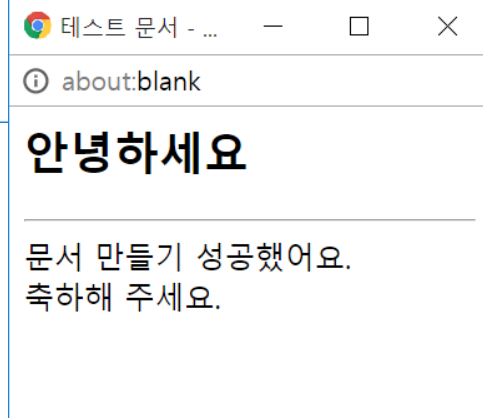 테스트 문서 - ...
about:blank
안녕하세요
문서 만들기 성공했어요.
축하해 주세요.